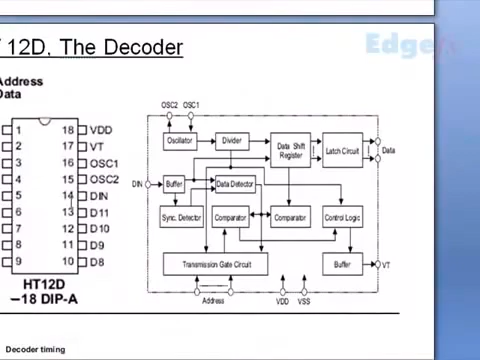 12D. The Decoder
Edgefx
Address
Data
1 18 VDD
2 17 VT
3 16 OSC1
4 15 OSC2
5 14 DIN
6 13 D11
7 12 D10
8 11 D9
9 10 D8
HT12D
–18 DIP-A
OSC2 OSC1
Oscillator
Divider
Data Shift
Register
Latch Circuit
Data
DIN
Buffer
Data Detector
Sync. Detector
Comparator
Comparator
Control Logic
Transmission Gate Circuit
Buffer
VT
Address
VDD
VSS
Decoder timing